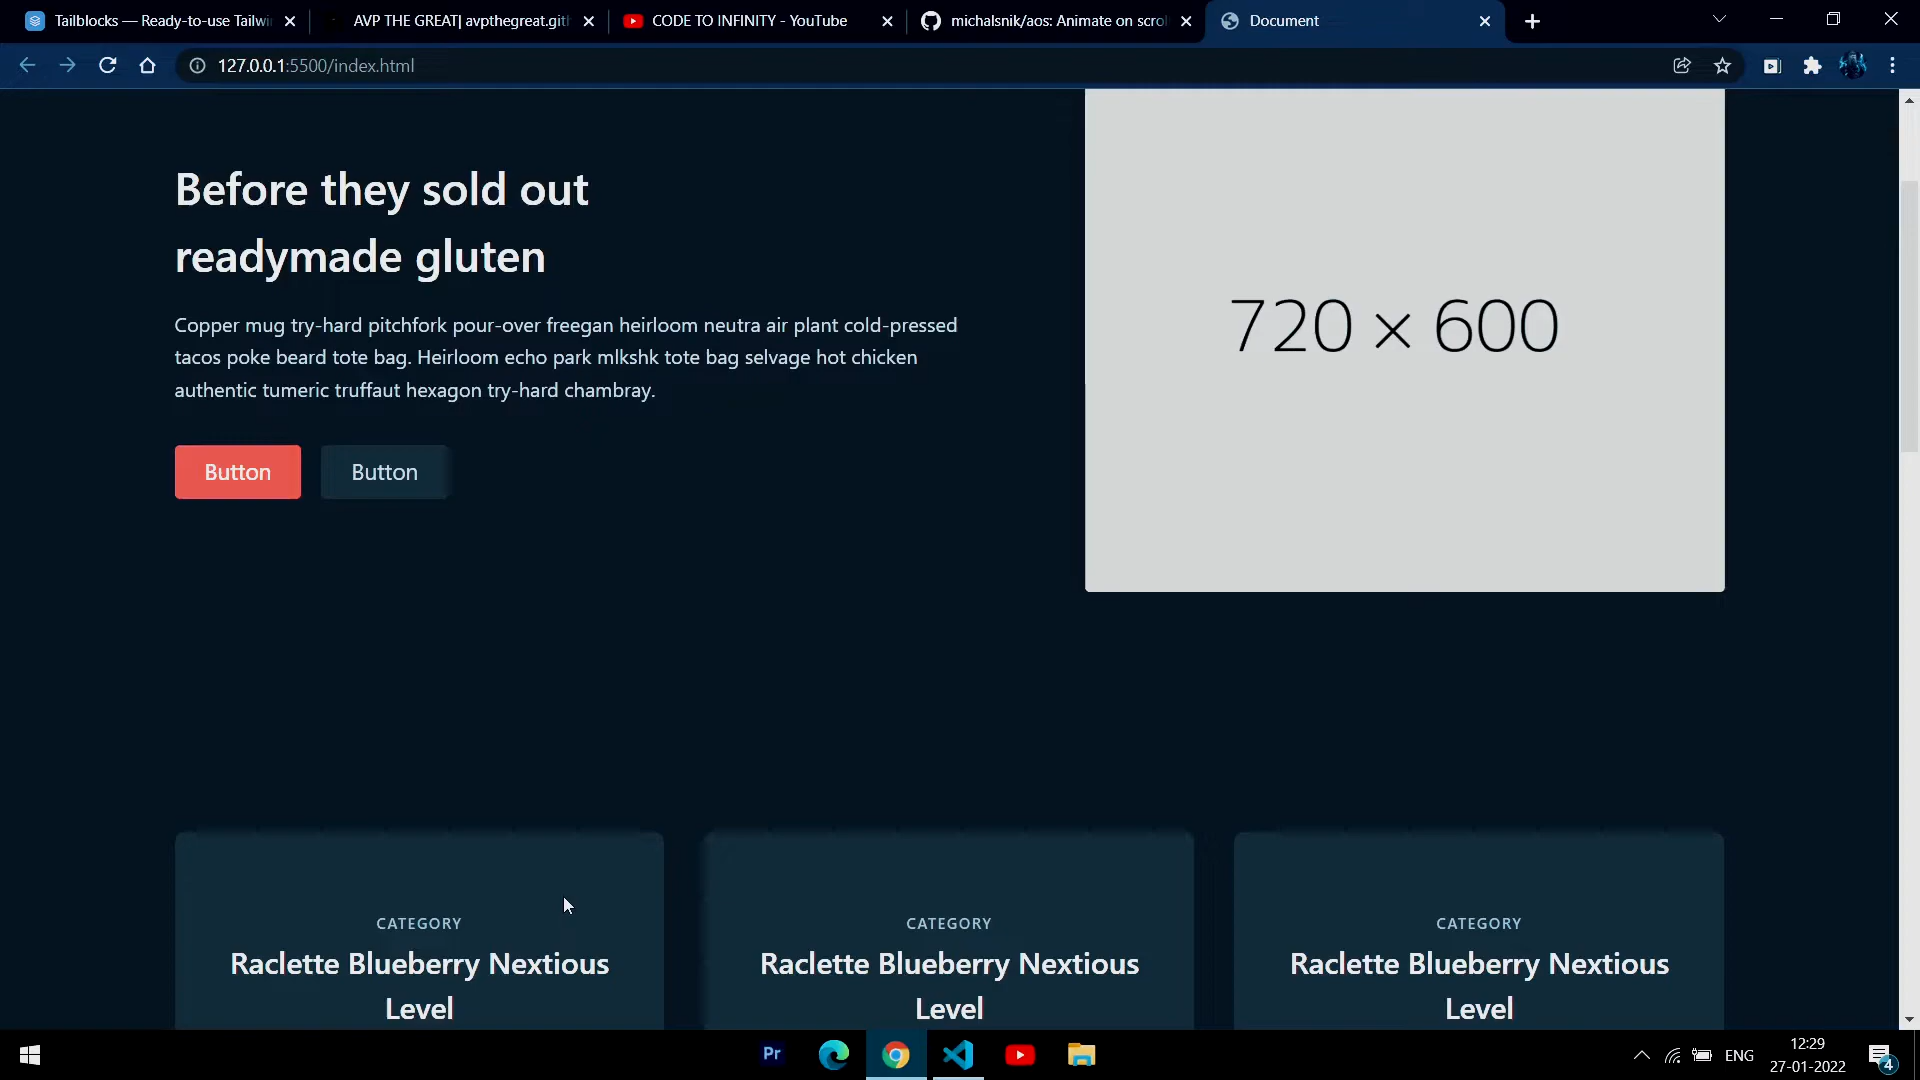 Tailblocks — Ready-to-use Tailwi
AVP THE GREAT| avpthegreat.gith
CODE TO INFINITY - YouTube
michalsnik/aos: Animate on scrol
Document
127.0.0.1:5500/index.html
Before they sold out
readymade gluten
Copper mug try-hard pitchfork pour-over freegan heirloom neutra air plant cold-pressed
tacos poke beard tote bag. Heirloom echo park mlkshk tote bag selvage hot chicken
authentic tumeric truffaut hexagon try-hard chambray.
Button
Button
720 × 600
CATEGORY
Raclette Blueberry Nextious
Level
CATEGORY
Raclette Blueberry Nextious
Level
CATEGORY
Raclette Blueberry Nextious
Level
Pr
ENG
12:29
27-01-2022
4